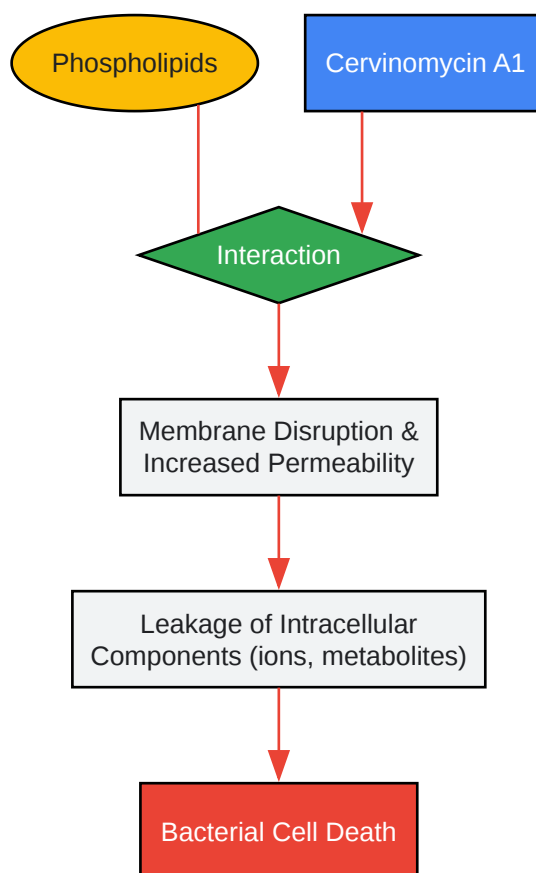 Phospholipids
Cervinomycin A1
Interaction
Membrane Disruption &
Increased Permeability
Leakage of Intracellular
Components (ions, metabolites)
Bacterial Cell Death